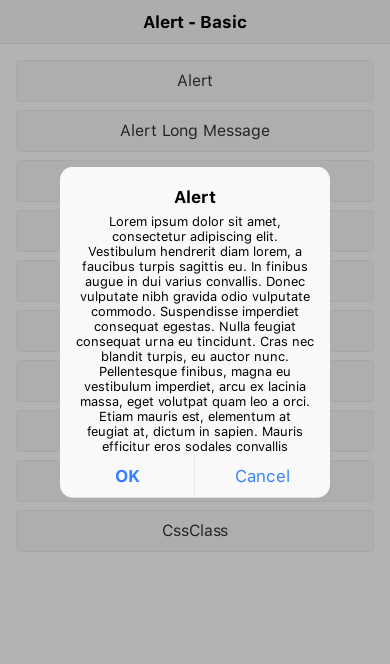 Alert - Basic
Alert
Alert Long Message
Alert
Lorem ipsum dolor sit amet,
consectetur adipiscing elit.
Vestibulum hendrerit diam lorem, a
faucibus turpis sagittis eu. In finibus
augue in dui varius convallis. Donec
vulputate nibh gravida odio vulputate
commodo. Suspendisse imperdiet
consequat egestas. Nulla feugiat
consequat urna eu tincidunt. Cras nec
blandit turpis, eu auctor nunc.
Pellentesque finibus, magna eu
vestibulum imperdiet, arcu ex lacinia
massa, eget volutpat quam leo a orci.
Etiam mauris est, elementum at
feugiat at, dictum in sapien. Mauris
efficitur eros sodales convallis
OK
Cancel
CssClass